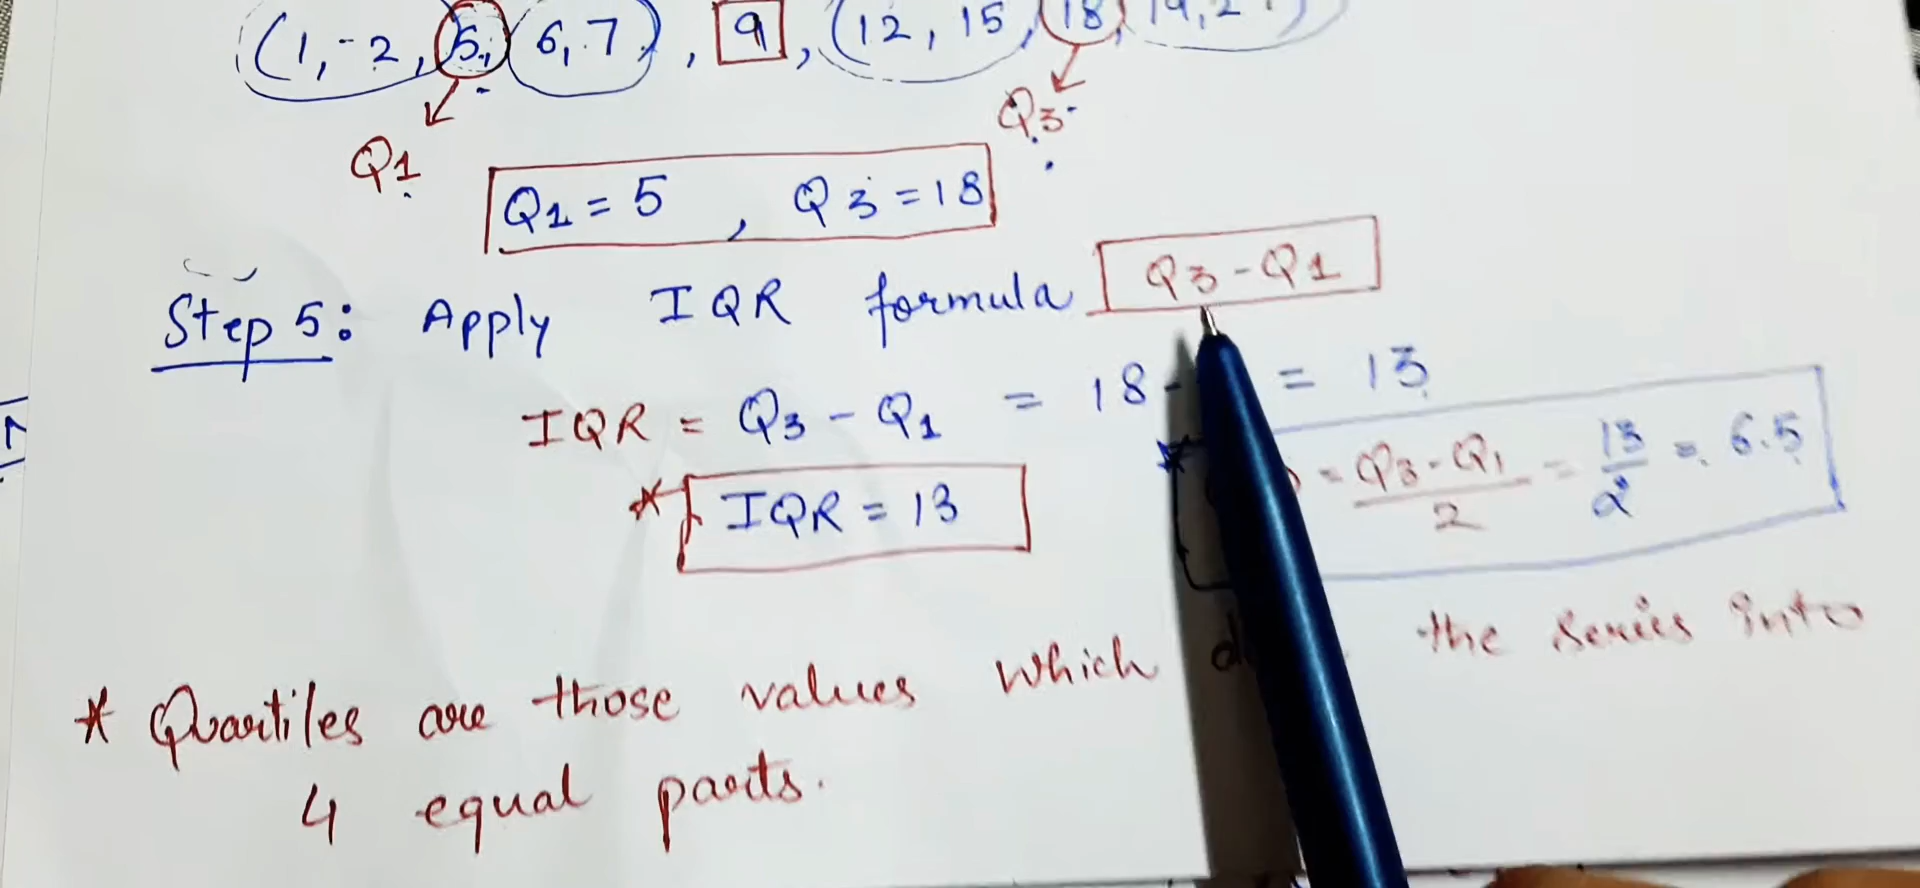 (1, 2, 5, 6, 7), 9, (12, 15, 18, 19,
Q1 Q3
Q1 = 5 , Q3 = 18
Step 5: Apply IQR formula Q3 - Q1
IQR = Q3 - Q1 = 18 - = 13
= Q3 - Q1 / 2 = 13 / 2 = 6.5
* IQR = 13
* Quartiles are those values which the series into
4 equal parts.